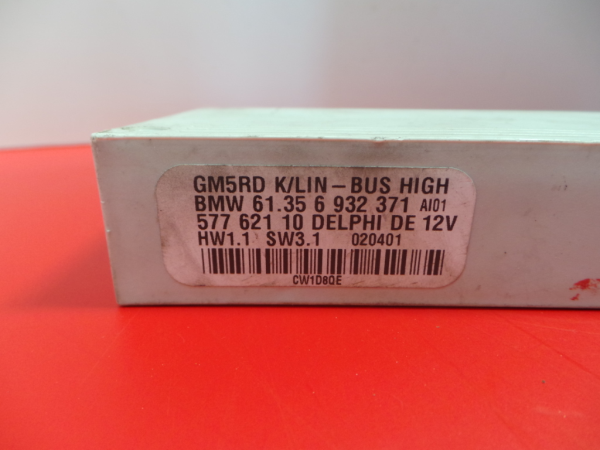 GM5RD K/LIN – BUS HIGH
BMW 61.35 6 932 371 AI01
577 621 10 DELPHI DE 12V
HW1.1 SW3.1 020401
CW1D8QE